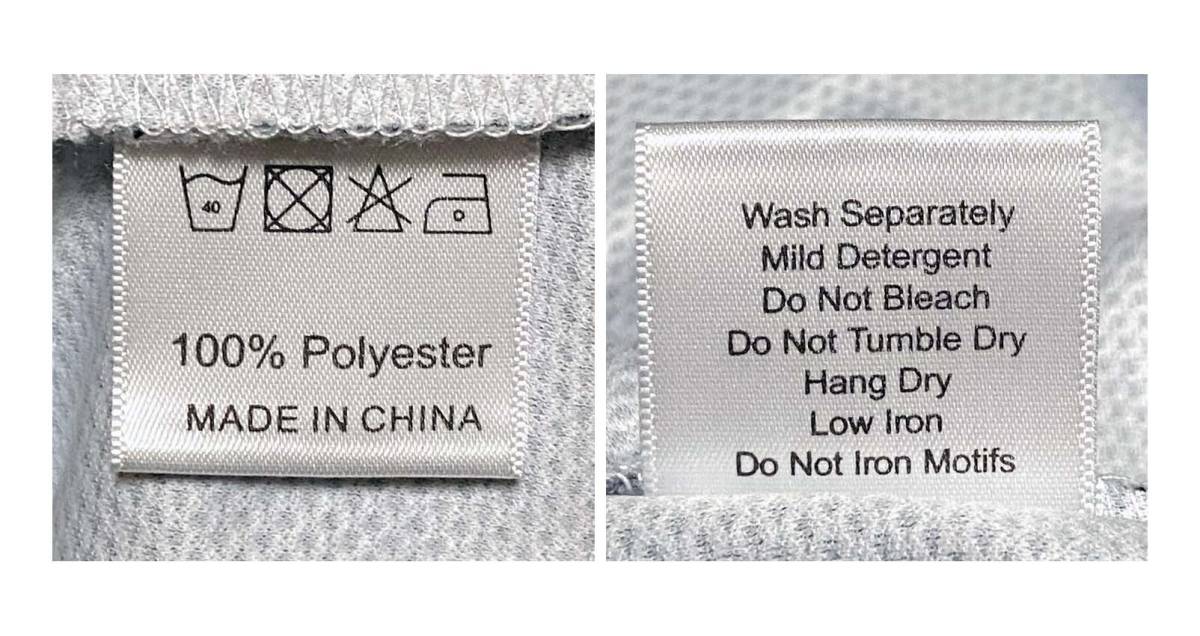 40
100% Polyester
MADE IN CHINA
Wash Separately
Mild Detergent
Do Not Bleach
Do Not Tumble Dry
Hang Dry
Low Iron
Do Not Iron Motifs